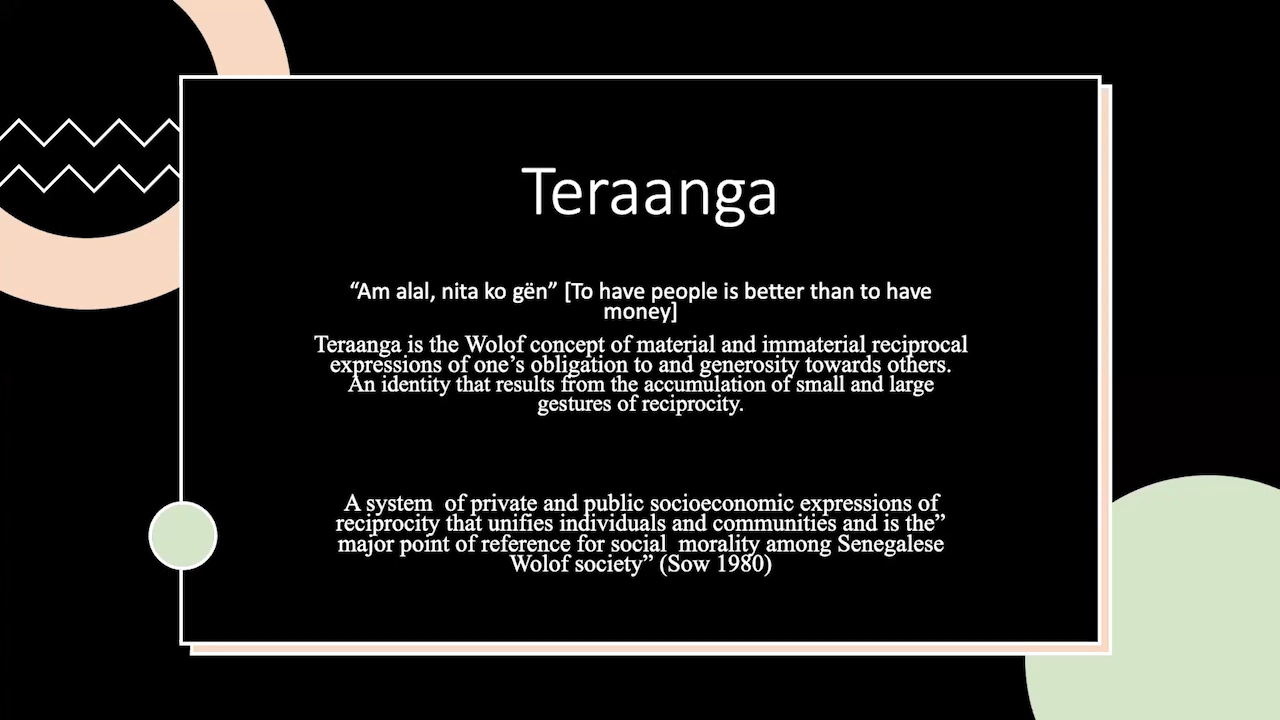 Teraanga
“Am alal, nita ko gën” [To have people is better than to have
money]
Teraanga is the Wolof concept of material and immaterial reciprocal
expressions of one’s obligation to and generosity towards others.
An identity that results from the accumulation of small and large
gestures of reciprocity.
A system  of private and public socioeconomic expressions of
reciprocity that unifies individuals and communities and is the”
major point of reference for social  morality among Senegalese
Wolof society” (Sow 1980)